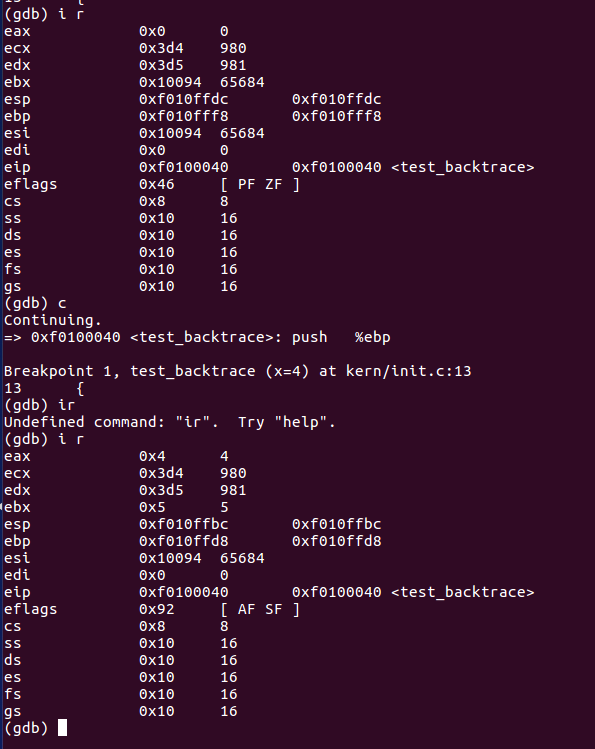 (gdb) i r
eax            0x0      0
ecx            0x3d4    980
edx            0x3d5    981
ebx            0x10094  65684
esp            0xf010ffdc       0xf010ffdc
ebp            0xf010fff8       0xf010fff8
esi            0x10094  65684
edi            0x0      0
eip            0xf0100040       0xf0100040 <test_backtrace>
eflags         0x46     [ PF ZF ]
cs             0x8      8
ss             0x10     16
ds             0x10     16
es             0x10     16
fs             0x10     16
gs             0x10     16
(gdb) c
Continuing.
=> 0xf0100040 <test_backtrace>: push   %ebp

Breakpoint 1, test_backtrace (x=4) at kern/init.c:13
13      {
(gdb) ir
Undefined command: "ir".  Try "help".
(gdb) i r
eax            0x4      4
ecx            0x3d4    980
edx            0x3d5    981
ebx            0x5      5
esp            0xf010ffbc       0xf010ffbc
ebp            0xf010ffd8       0xf010ffd8
esi            0x10094  65684
edi            0x0      0
eip            0xf0100040       0xf0100040 <test_backtrace>
eflags         0x92     [ AF SF ]
cs             0x8      8
ss             0x10     16
ds             0x10     16
es             0x10     16
fs             0x10     16
gs             0x10     16
(gdb)